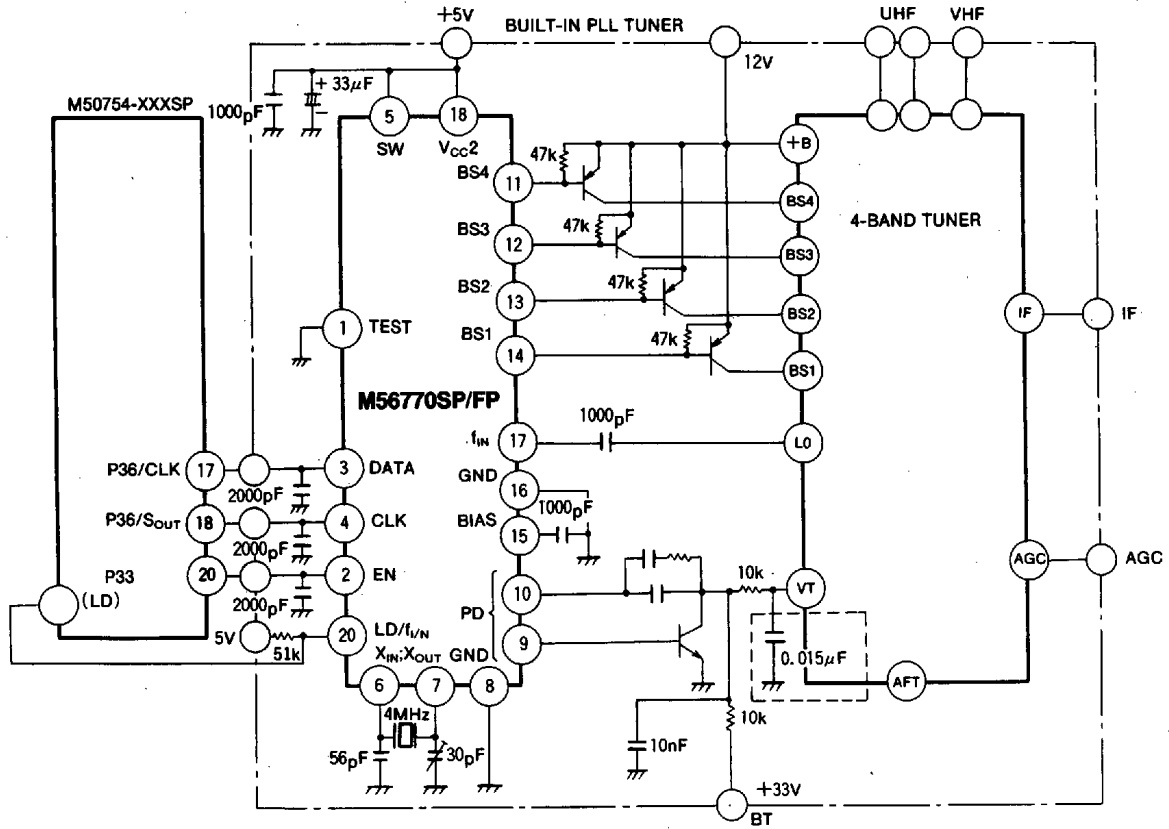 +5V
BUILT-IN PLL TUNER
UHF
VHF
12V
1000pF
+ 33μF
-
M50754-XXXSP
5
SW
18
VCC2
+B
47k
BS4
11
BS4
4-BAND TUNER
47k
BS3
12
BS3
47k
BS2
13
BS2
IF
IF
1
TEST
47k
BS1
14
BS1
M56770SP/FP
1000pF
fIN
17
LO
P36/CLK
17
3
DATA
GND
16
2000pF
1000pF
P36/SOUT
18
4
CLK
BIAS
15
2000pF
AGC
AGC
P33
(LD)
20
2
EN
10
10k
VT
2000pF
PD
5V
51k
20
LD/fI/N
9
0.015μF
XIN;XOUT
GND
6
7
8
AFT
4MHz
10k
56pF
30pF
10nF
+33V
BT